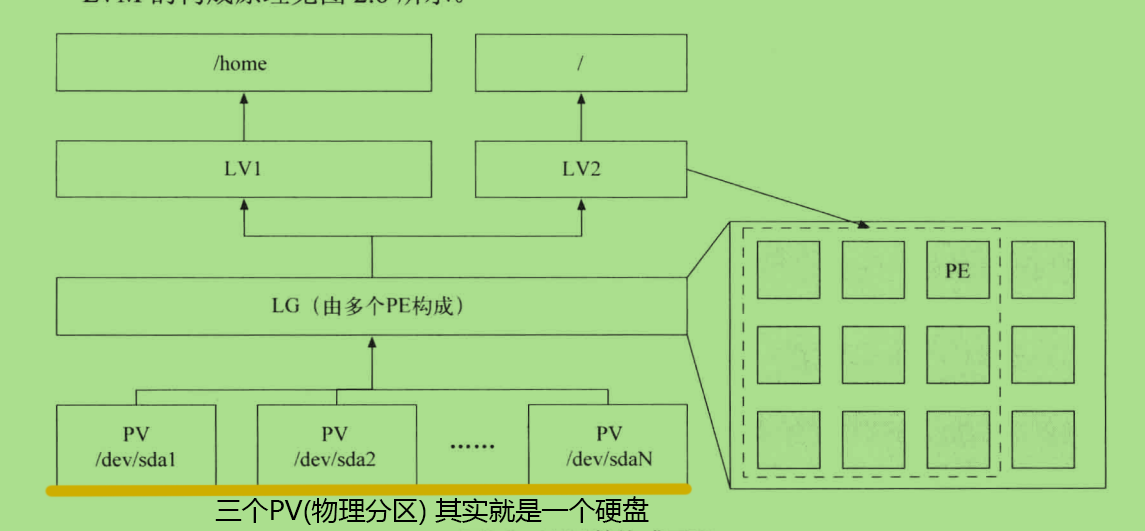 /home
/
LV1
LV2
PE
LG（由多个PE构成）
PV
/dev/sda1
PV
/dev/sda2
……
PV
/dev/sdaN
三个PV(物理分区) 其实就是一个硬盘